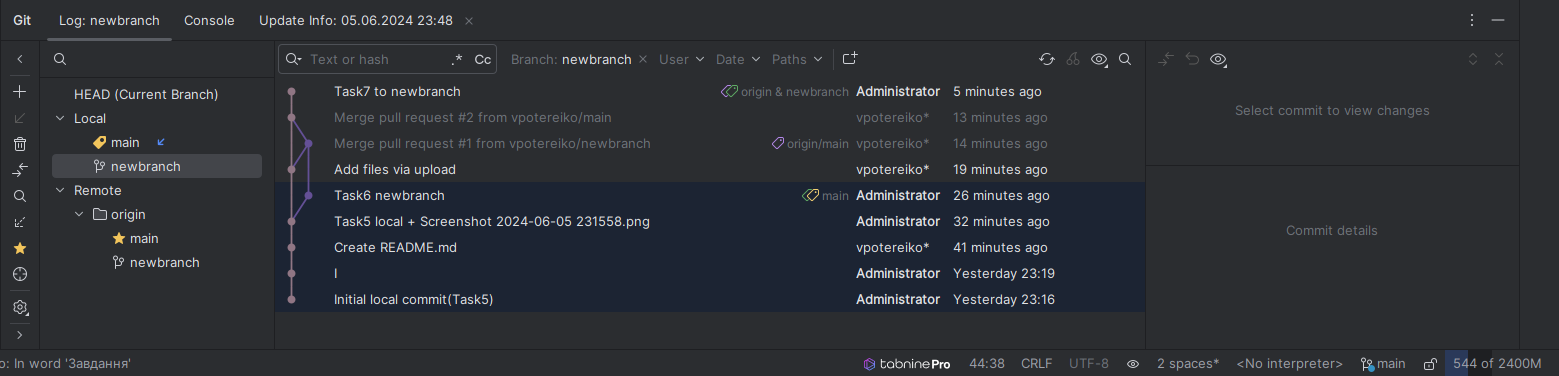 Git Log: newbranch Console Update Info: 05.06.2024 23:48
Text or hash .* Cc Branch: newbranch User Date Paths
HEAD (Current Branch)
Local
main
newbranch
Remote
origin
main
newbranch
Task7 to newbranch origin & newbranch Administrator 5 minutes ago
Merge pull request #2 from vpotereiko/main vpotereiko* 13 minutes ago
Merge pull request #1 from vpotereiko/newbranch origin/main vpotereiko* 14 minutes ago
Add files via upload vpotereiko* 19 minutes ago
Task6 newbranch main Administrator 26 minutes ago
Task5 local + Screenshot 2024-06-05 231558.png Administrator 32 minutes ago
Create README.md vpotereiko* 41 minutes ago
I Administrator Yesterday 23:19
Initial local commit(Task5) Administrator Yesterday 23:16
Select commit to view changes
Commit details
o: In word 'Завдання' tabnine Pro 44:38 CRLF UTF-8 2 spaces* <No interpreter> main 544 of 2400M